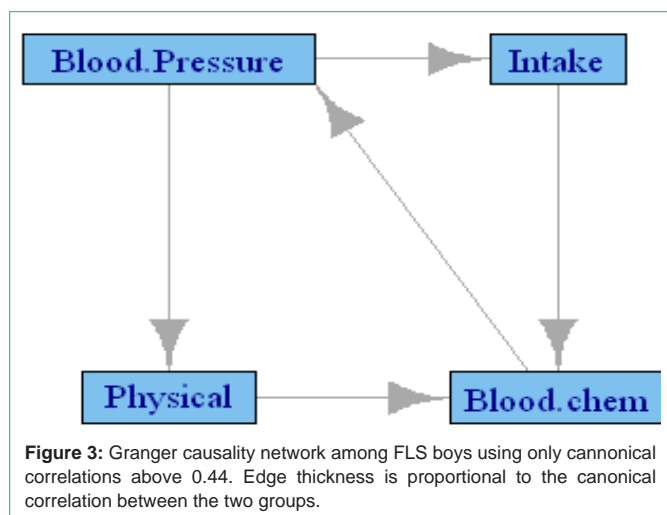 Blood.Pressure
Intake
Physical
Blood.chem
Figure 3: Granger causality network among FLS boys using only cannonical
correlations above 0.44. Edge thickness is proportional to the canonical
correlation between the two groups.